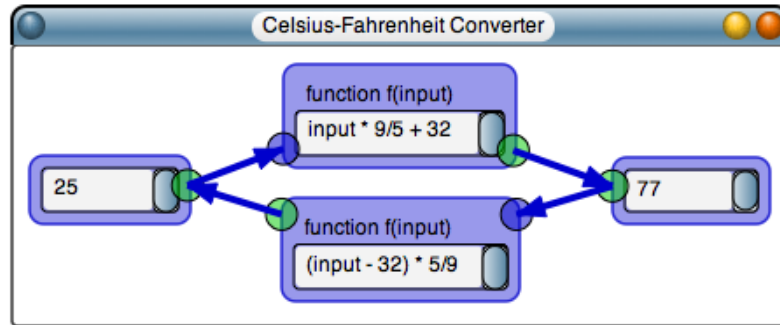 Celsius-Fahrenheit Converter
function f(input)
input * 9/5 + 32
25
77
function f(input)
(input - 32) * 5/9